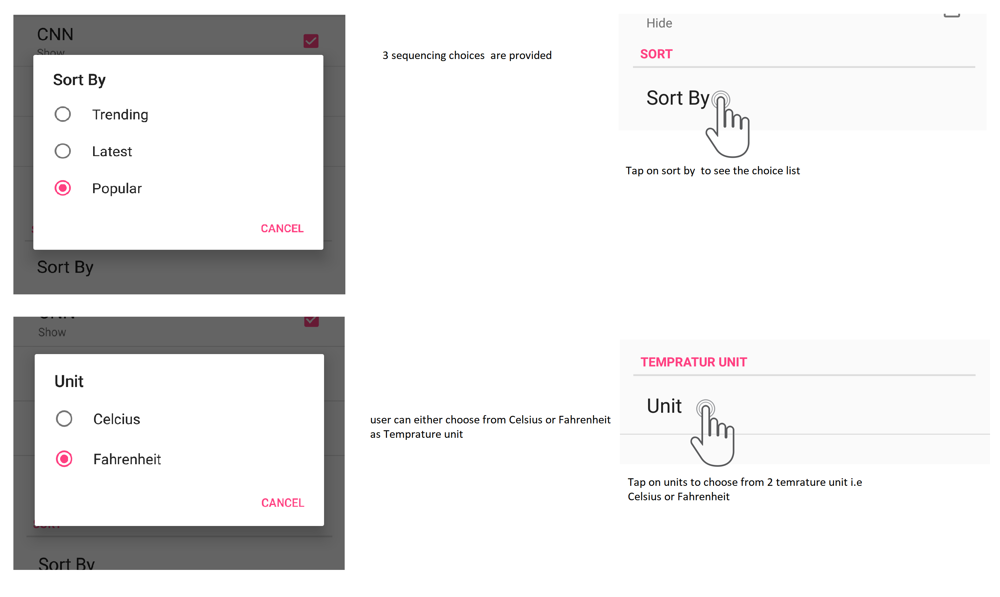 CNN
Show
Sort By
Trending
Latest
Popular
CANCEL
Sort By
3 sequencing choices  are provided
Hide
SORT
Sort By
Tap on sort by  to see the choice list
Show
Unit
Celcius
Fahrenheit
CANCEL
SORT
Sort By
user can either choose from Celsius or Fahrenheit
as Temprature unit
TEMPRATUR UNIT
Unit
Tap on units to choose from 2 temrature unit i.e
Celsius or Fahrenheit